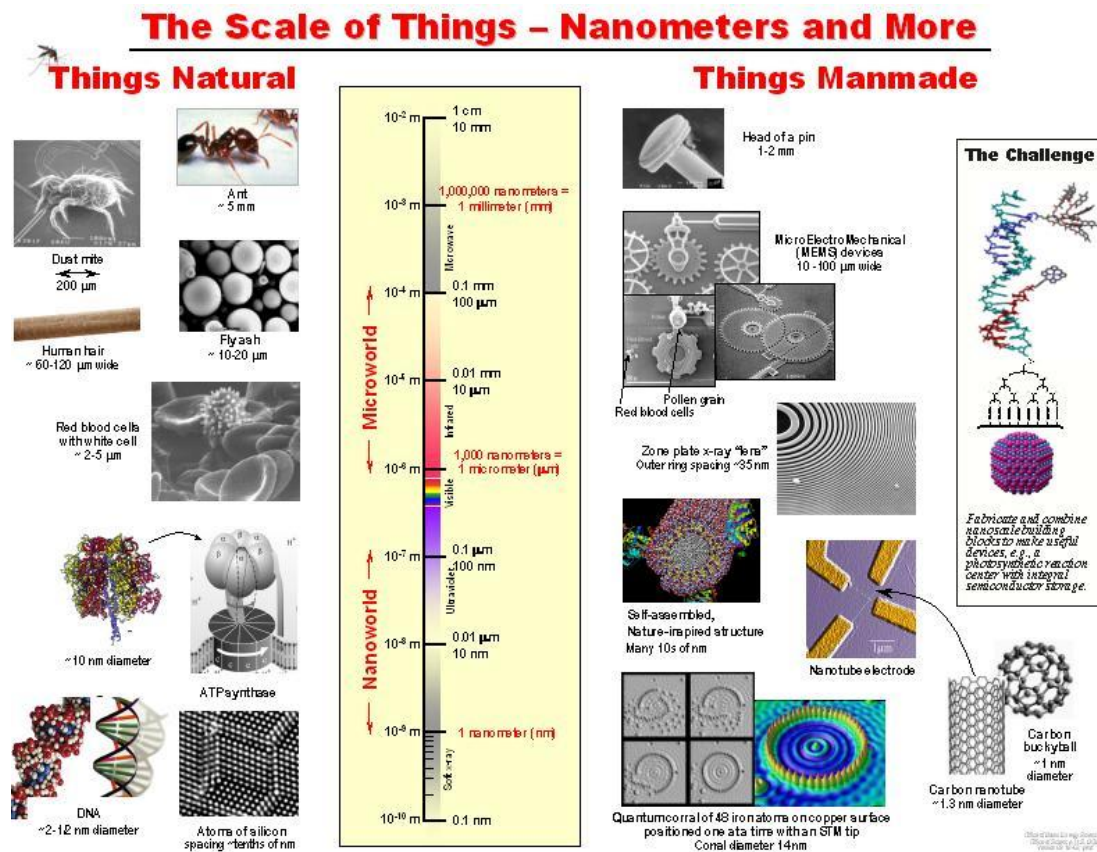 The Scale of Things – Nanometers and More
Things Natural
Things Manmade
Ant
~ 5 mm
Dust mite
200 µm
Human hair
~ 60-120 µm wide
Fly ash
~ 10-20 µm
Red blood cells
with white cell
~ 2-5 µm
~10 nm diameter
ATP synthase
DNA
~2-1/2 nm diameter
Atoms of silicon
spacing ~tenths of nm
10⁻² m
1 cm
10 mm
1,000,000 nanometers =
10⁻³ m
1 millimeter (mm)
Microwave
0.1 mm
10⁻⁴ m
100 µm
Microworld
0.01 mm
10⁻⁵ m
10 µm
Infrared
1,000 nanometers =
10⁻⁶ m
1 micrometer (µm)
Visible
0.1 µm
10⁻⁷ m
100 nm
Nanoworld
Ultraviolet
0.01 µm
10⁻⁸ m
10 nm
10⁻⁹ m
1 nanometer (nm)
Soft x-ray
10⁻¹⁰ m
0.1 nm
Head of a pin
1-2 mm
MicroElectroMechanical
(MEMS) devices
10 -100 µm wide
Pollen grain
Red blood cells
Zone plate x-ray “lens”
Outer ring spacing ~35 nm
Self-assembled,
Nature-inspired structure
Many 10s of nm
1µm
Nanotube electrode
Carbon
buckyball
~1 nm
diameter
Carbon nanotube
~1.3 nm diameter
Quantum corral of 48 iron atoms on copper surface
positioned one at a time with an STM tip
Corral diameter 14 nm
The Challenge
Fabricate and combine
nanoscale building
blocks to make useful
devices, e.g., a
photosynthetic reaction
center with integral
semiconductor storage.